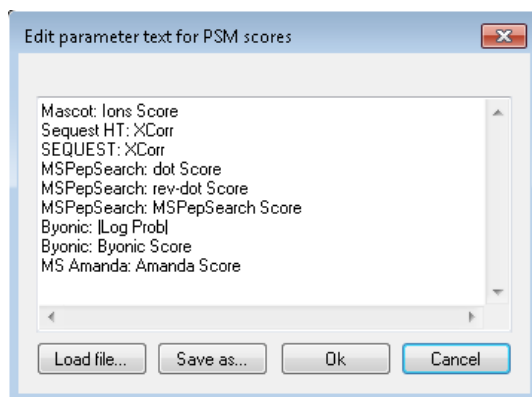 Edit parameter text for PSM scores
Mascot: Ions Score
Sequest HT: XCorr
SEQUEST: XCorr
MSPepSearch: dot Score
MSPepSearch: rev-dot Score
MSPepSearch: MSPepSearch Score
Byonic: |Log Prob|
Byonic: Byonic Score
MS Amanda: Amanda Score
Load file... Save as... Ok Cancel